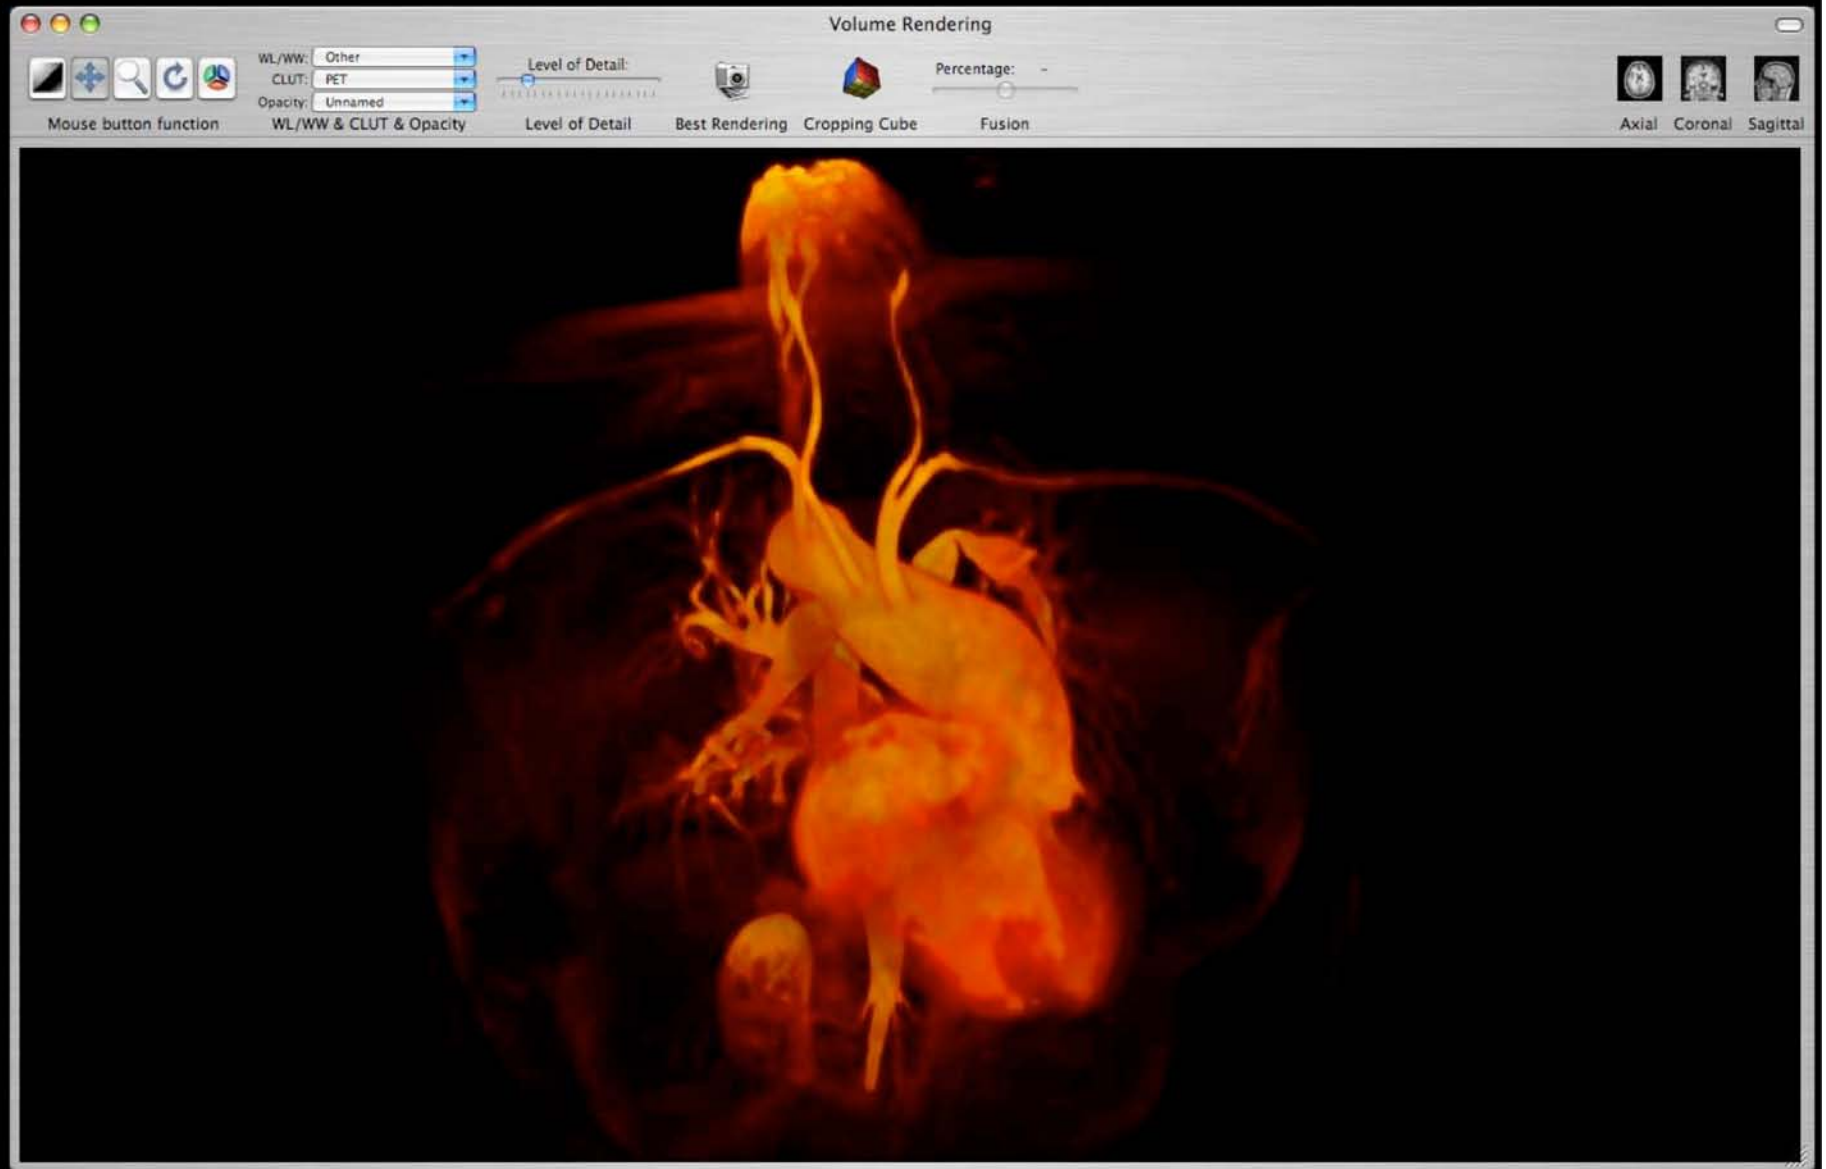 Volume Rendering
WL/WW: Other
CLUT: PET
Opacity: Unnamed
Level of Detail:
Percentage: -
Mouse button function
WL/WW & CLUT & Opacity
Level of Detail
Best Rendering
Cropping Cube
Fusion
Axial
Coronal
Sagittal